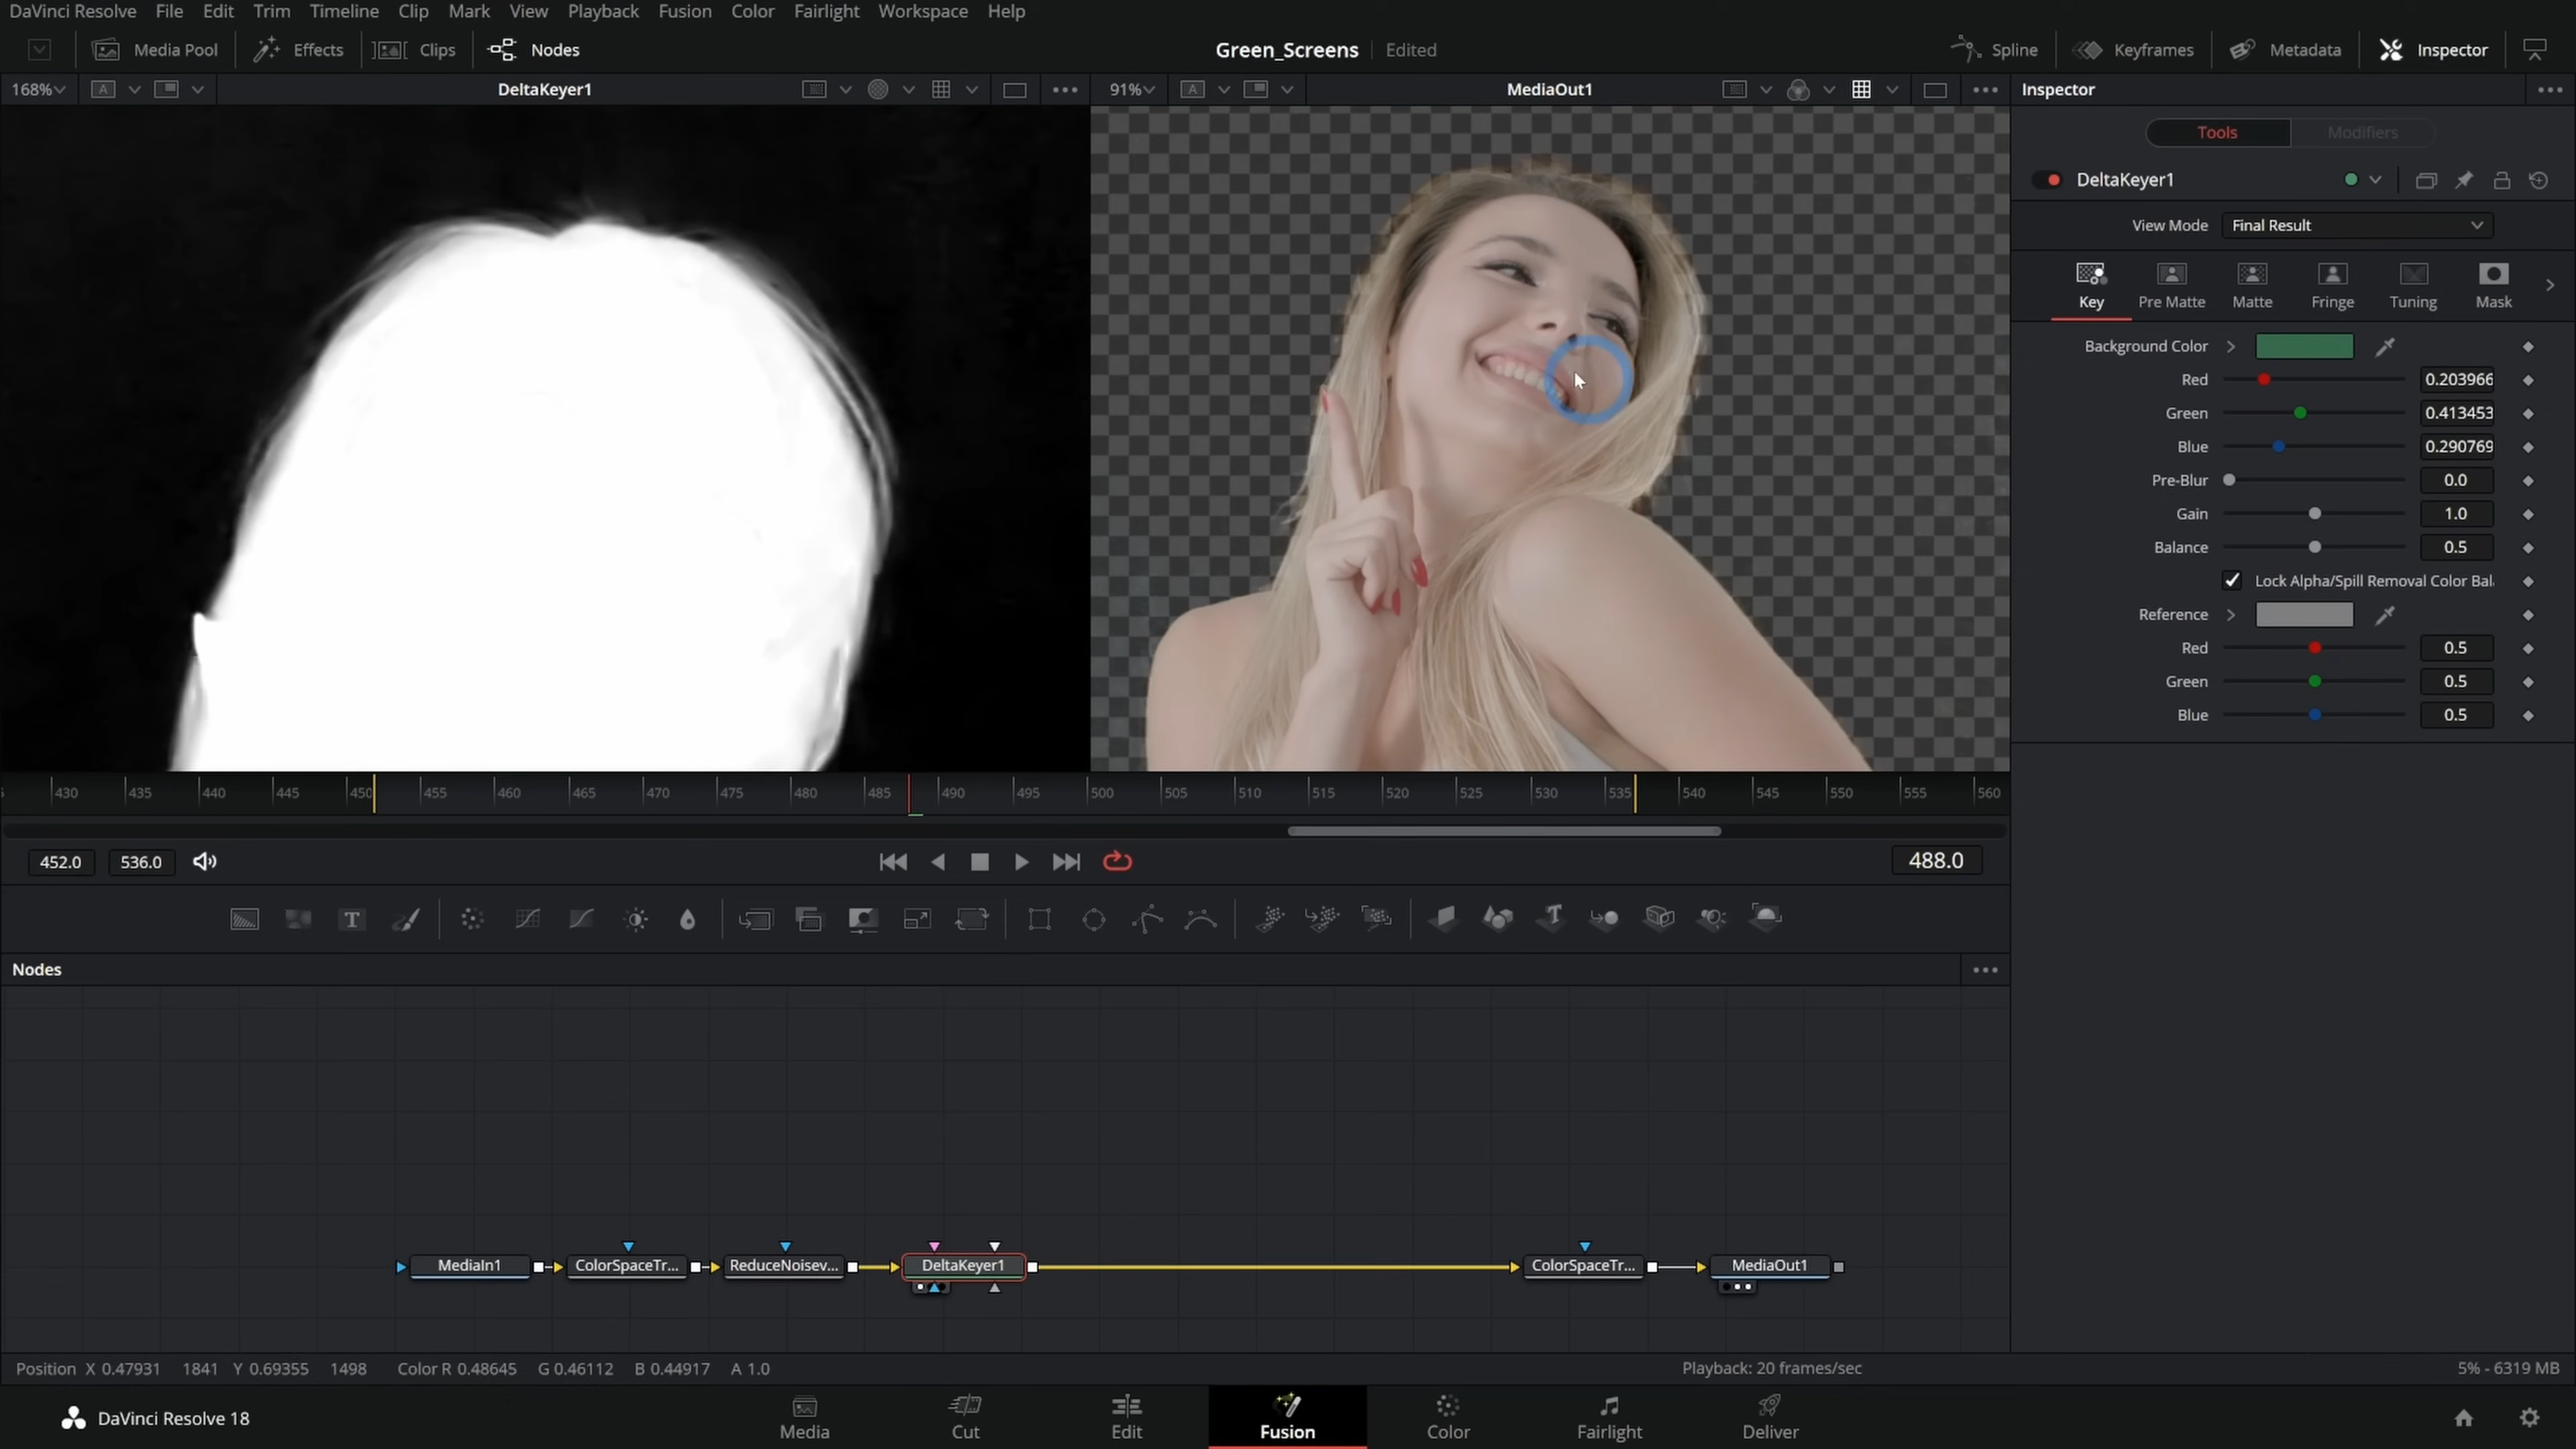 DaVinci Resolve File Edit Trim Timeline Clip Mark View Playback Fusion Color Fairlight Workspace Help
Media Pool Effects Clips Nodes Green_Screens Edited Spline Keyframes Metadata Inspector
168% A DeltaKeyer1 91% A MediaOut1 Inspector
Tools Modifiers
DeltaKeyer1
View Mode Final Result
Key Pre Matte Matte Fringe Tuning Mask
Background Color
Red 0.203966
Green 0.413453
Blue 0.290769
Pre-Blur 0.0
Gain 1.0
Balance 0.5
Lock Alpha/Spill Removal Color Bal
Reference
Red 0.5
Green 0.5
Blue 0.5
430 435 440 445 450 455 460 465 470 475 480 485 490 495 500 505 510 515 520 525 530 535 540 545 550 555 560
452.0 536.0 488.0
T T
Nodes
MediaIn1 ColorSpaceTr... ReduceNoisev... DeltaKeyer1 ColorSpaceTr... MediaOut1
Position X 0.47931 1841 Y 0.69355 1498 Color R 0.48645 G 0.46112 B 0.44917 A 1.0 Playback: 20 frames/sec 5% - 6319 MB
DaVinci Resolve 18 Media Cut Edit Fusion Color Fairlight Deliver